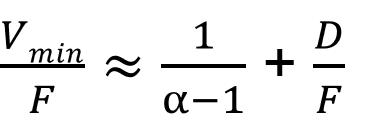 V_min/F ≈ 1/(α−1) + D/F